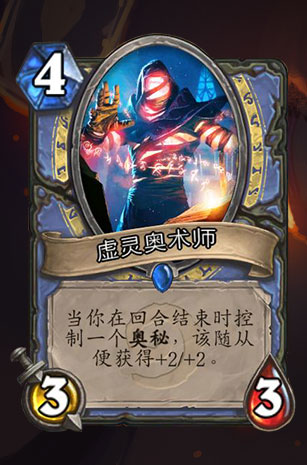 4
虚灵奥术师
当你在回合结束时控
制一个奥秘，该随从
便获得+2/+2。
3
3